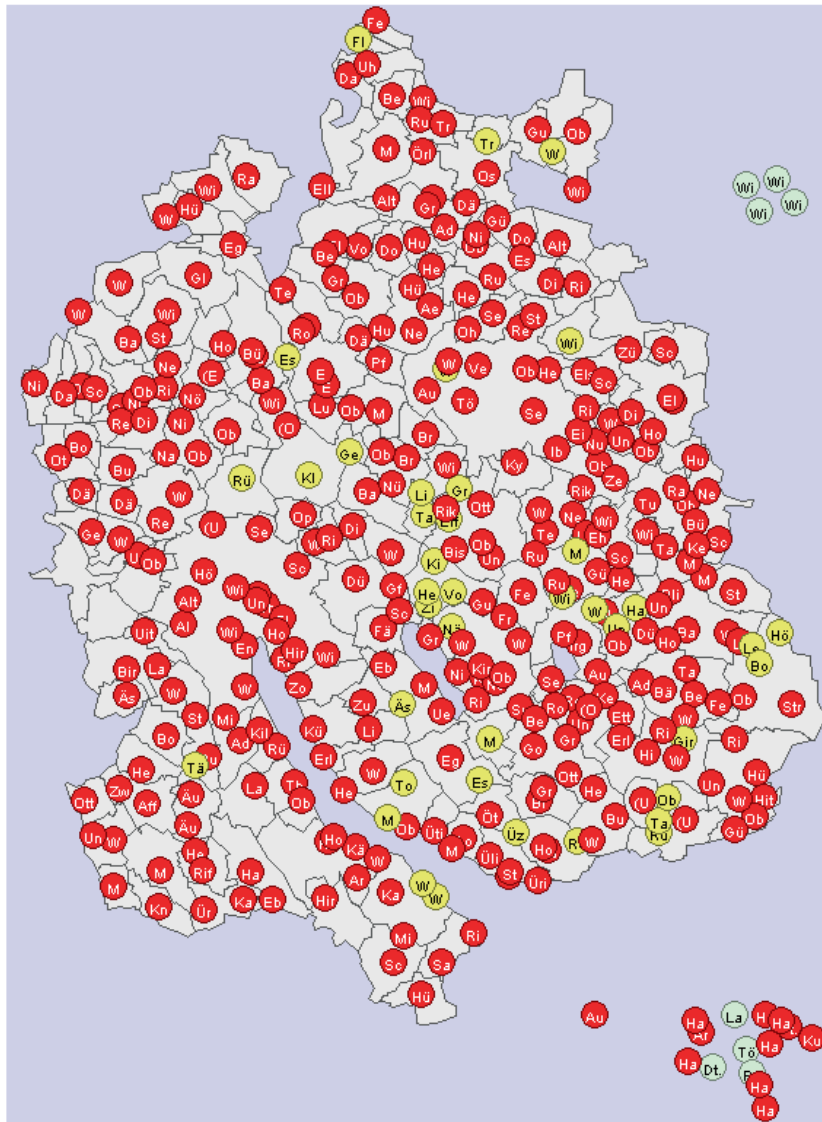 Fe
Fl
Uh
Da
Be
Wi
Ru
Tr
Gu
Ob
M
Örl
Tr
W
Os
Wi
Ell
Alt
Gr
Dä
Gü
Ra
Wi
Hü
W
Wi
Wi
Wi
Wi
Eg
Be
Vo
Do
Hu
Ad
Ni
Do
Alt
Es
Gl
W
Te
Gr
Ob
He
Hü
Ae
He
Ru
Di
Ri
W
Wi
Ba
St
Ro
Dä
Hu
Ne
Oh
Se
Re
St
Wi
Ho
Bü
Es
Pf
W
Ve
Ob
He
Els
Sc
Zü
Sc
Ni
Da
Sc
Ne
Ob
Ri
Nö
(E
Ba
Wi
E
Lu
Ob
M
Au
Tö
Se
Ri
Di
El
Re
Di
Ni
Ob
(O
Br
Ei
Nu
Un
Ho
Ob
Ot
Bo
Bu
Na
Ob
Rü
Kl
Ge
Ob
Br
Wi
Ky
Ib
Ob
Ze
Hu
Dä
Dä
W
Ba
Nü
Li
Gr
Rik
Ott
Rik
Tu
Ra
Ob
Ne
Ge
W
Re
(U
Se
Op
Di
Ri
Ta
Elf
W
Te
Ne
Wi
Eh
Wi
Bü
Sc
Ob
Hö
Sc
W
Ki
Bis
Ob
Un
Ru
M
Sc
Ta
Ke
M
Alt
Wi
Un
Dü
Gf
He
Vo
Gu
Fe
Ru
Wi
Gü
He
M
St
Uit
Al
Wi
En
Ho
Hir
Wi
Fä
Sc
Zi
Gr
W
Fr
W
Pf
W
Ha
Un
Ob
Dü
Ho
Ba
Hö
Bo
Bir
La
Äs
W
W
Zo
Eb
M
Ni
Kir
Ob
Ri
Se
Au
Ke
Ad
Bä
Ta
Be
Fe
Ob
Str
St
Mi
Bo
Ad
Kil
Rü
Kü
Zu
Li
Äs
Ue
M
Be
Ro
(O
Ett
Go
Gr
Erl
Ri
Hi
W
W
Gir
Ri
He
Tä
Erl
W
Eg
Es
To
He
Ott
Gr
He
Un
Hü
Zw
Aff
Ott
Äu
La
Th
Ob
M
Ob
Üti
Öt
Üz
Bu
(U
Ob
Ta
(U
W
Hit
Ob
Gü
Un
W
Äu
Ho
Kä
W
M
Üli
St
Üri
Ho
W
M
M
Kn
He
Rif
Ür
Ha
Ka
Eb
Hir
Ar
Ka
W
W
Mi
Sc
Sa
Ri
Hü
Au
Ha
La
Ha
Ha
Ku
Ha
Dt.
Tö
Ha
Ha